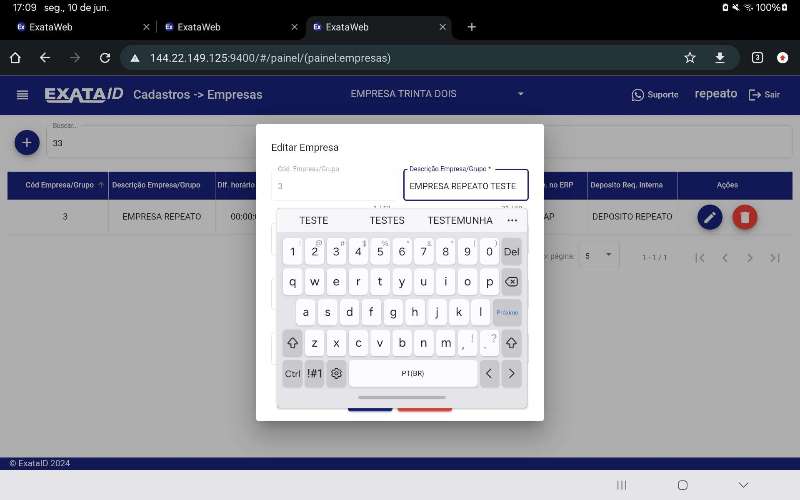 17:09 seg., 10 de jun. 100%
ExataWeb
ExataWeb
ExataWeb
144.22.149.125:9400/#/painel/(painel:empresas)
3
EXATAID Cadastros -> Empresas EMPRESA TRINTA DOIS Suporte repeato Sair
Buscar..
33
Cód Empresa/Grupo Descrição Empresa/Grupo Dif. horário . no ERP Deposito Req. Interna Ações
3 EMPRESA REPEATO 00:00: AP DEPOSITO REPEATO
página: 5 1 - 1 / 1
Editar Empresa
Cód. Empresa/Grupo
3
Descrição Empresa/Grupo *
EMPRESA REPEATO TESTE
TESTE TESTES TESTEMUNHA ...
1 2 @ 3 # 4 $ 5 % 6 7 & 8 * 9 ( 0 ) Del
q w e r t y u i o p
a s d f g h j k l Próximo
z x c v b n m , ! . ?
Ctrl !#1 PT(BR) < >
© ExataID 2024